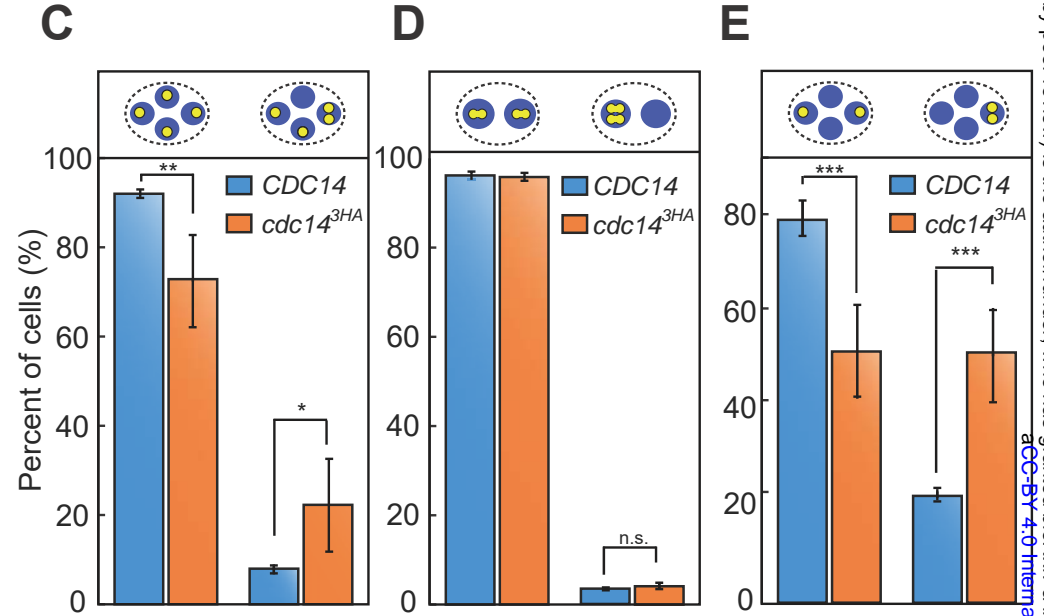 C
D
E
Percent of cells (%)
100
80
60
40
20
0
**
*
CDC14
cdc14 3HA
100
80
60
40
20
0
n.s.
CDC14
cdc14 3HA
80
60
40
20
0
***
***
CDC14
cdc14 3HA
aCC-BY 4.0 Interna